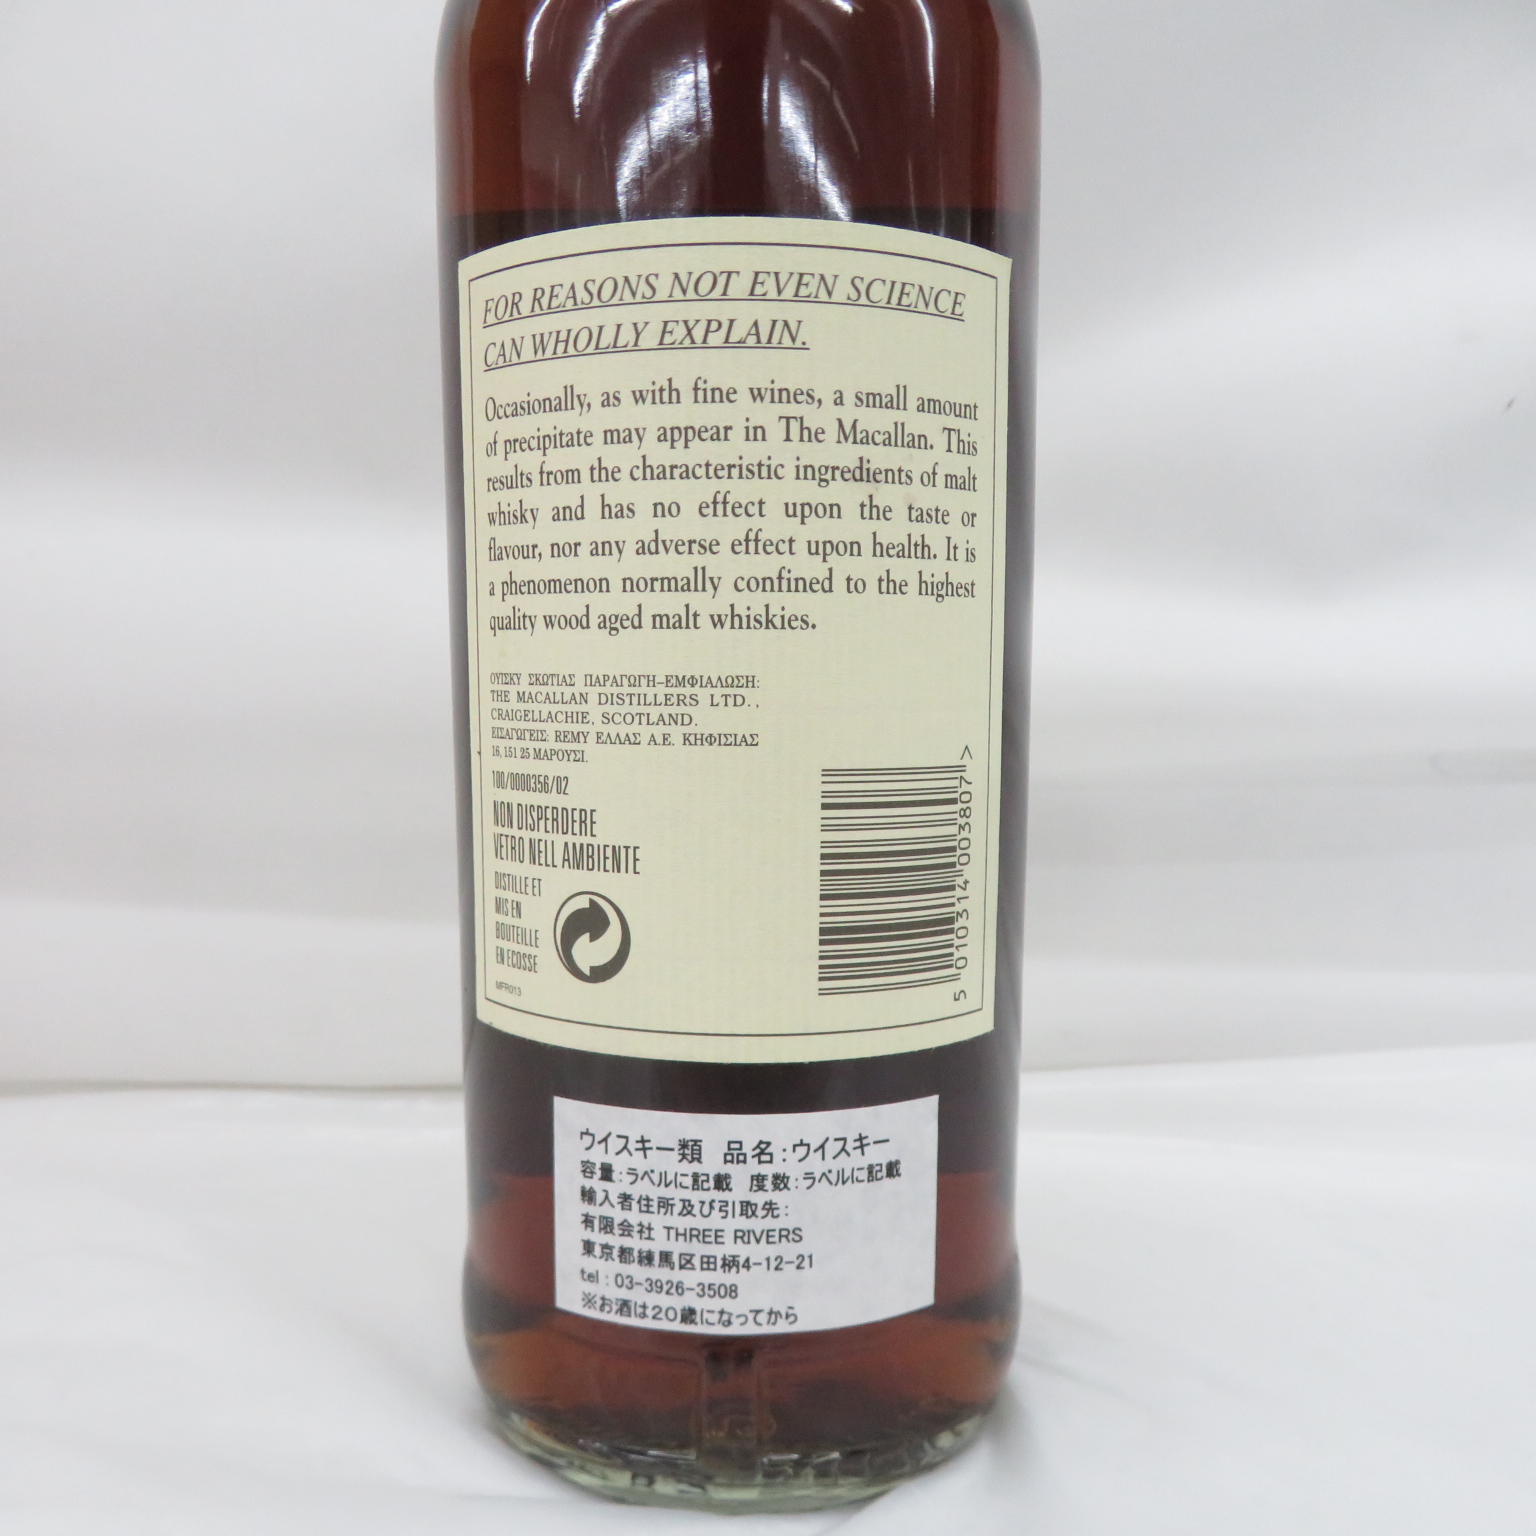 FOR REASONS NOT EVEN SCIENCE
CAN WHOLLY EXPLAIN.
Occasionally, as with fine wines, a small amount
of precipitate may appear in The Macallan. This
results from the characteristic ingredients of malt
whisky and has no effect upon the taste or
flavour, nor any adverse effect upon health. It is
a phenomenon normally confined to the highest
quality wood aged malt whiskies.
ΟΥΙΣΚΥ ΣΚΩΤΙΑΣ ΠΑΡΑΓΩΓΗ–ΕΜΦΙΑΛΩΣΗ:
THE MACALLAN DISTILLERS LTD.,
CRAIGELLACHIE, SCOTLAND.
ΕΙΣΑΓΩΓΕΙΣ: REMY ΕΛΛΑΣ Α.Ε. ΚΗΦΙΣΙΑΣ
16, 151 25 ΜΑΡΟΥΣΙ.
100/0000356/02
NON DISPERDERE
VETRO NELL AMBIENTE
DISTILLE ET
MIS EN
BOUTEILLE
EN ECOSSE
MFR013
5 010314 003807 >
ウイスキー類 品名:ウイスキー
容量:ラベルに記載 度数:ラベルに記載
輸入者住所及び引取先:
有限会社 THREE RIVERS
東京都練馬区田柄4-12-21
tel : 03-3926-3508
※お酒は20歳になってから